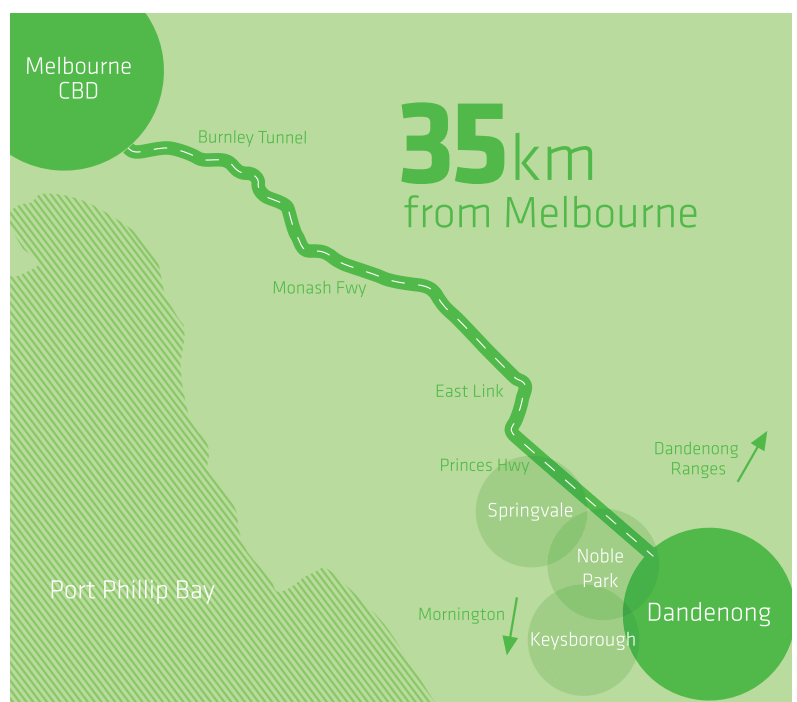 Melbourne
CBD
Burnley Tunnel
35km
from Melbourne
Monash Fwy
East Link
Dandenong
Ranges
Princes Hwy
Springvale
Noble
Park
Port Phillip Bay
Mornington
Dandenong
Keysborough